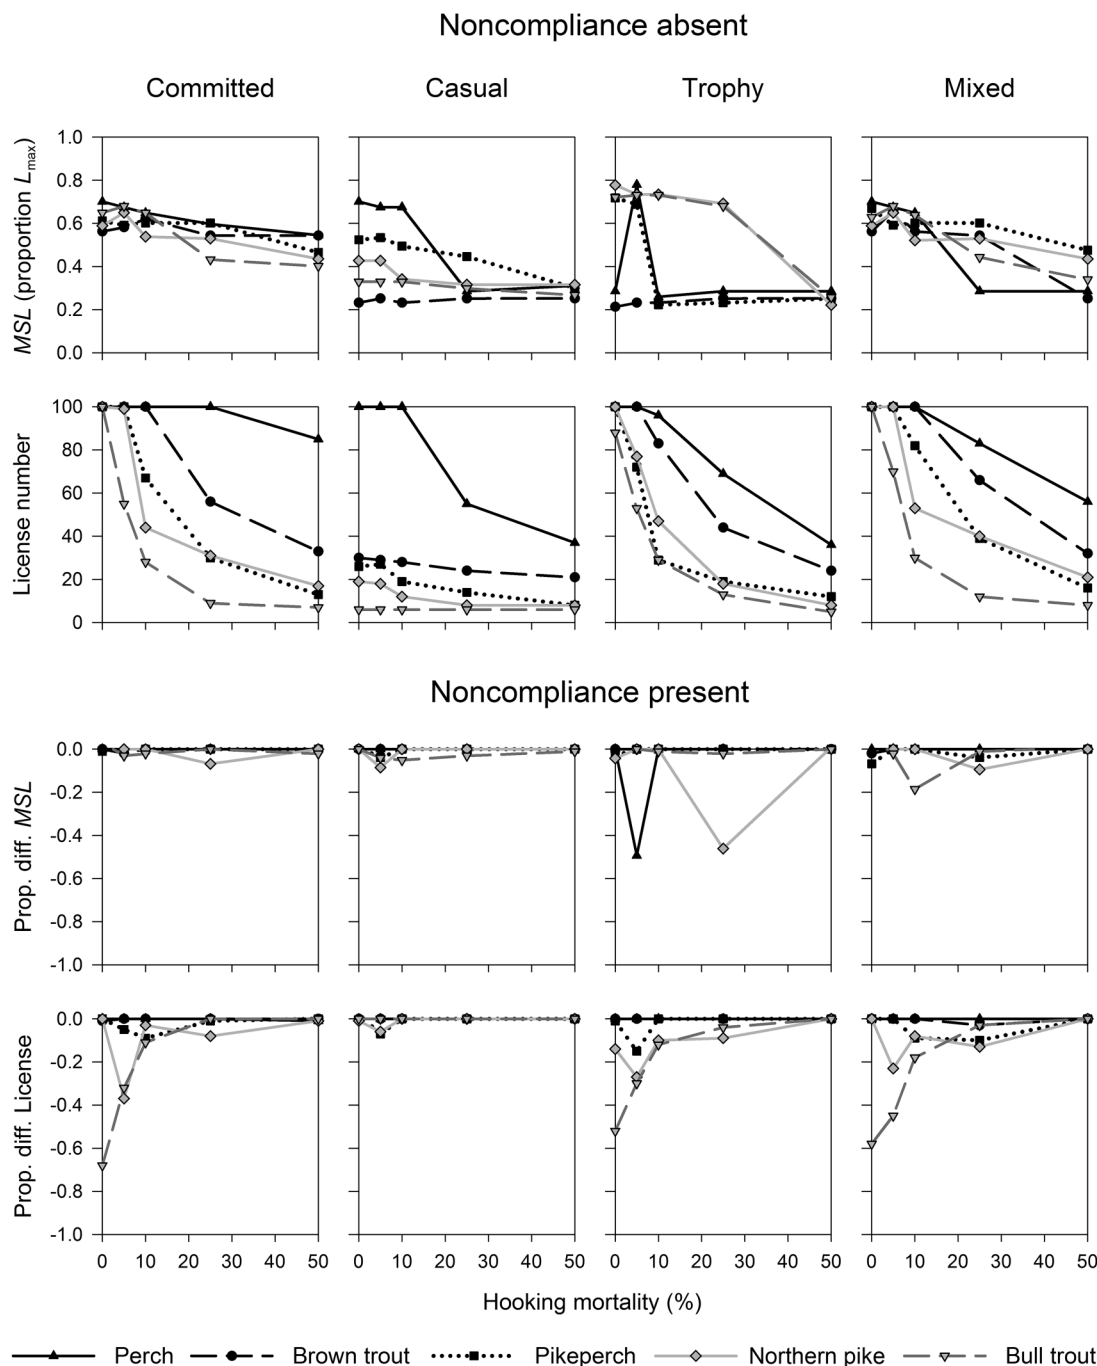 Noncompliance absent
Committed Casual Trophy Mixed
MSL (proportion Lmax)
1.0
0.8
0.6
0.4
0.2
0.0
License number
100
80
60
40
20
0
Noncompliance present
Prop. diff. MSL
0.0
-0.2
-0.4
-0.6
-0.8
-1.0
Prop. diff. License
0.0
-0.2
-0.4
-0.6
-0.8
-1.0
0 10 20 30 40 50 0 10 20 30 40 50 0 10 20 30 40 50 0 10 20 30 40 50
Hooking mortality (%)
Perch Brown trout Pikeperch Northern pike Bull trout